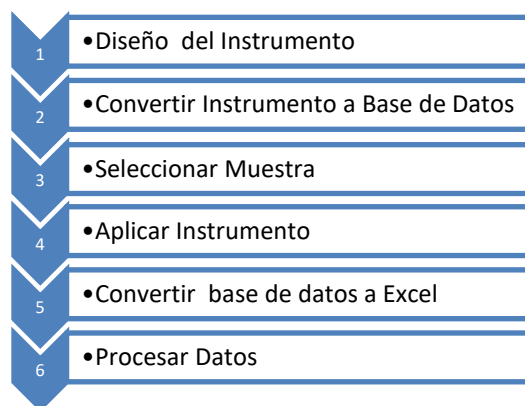 1
•Diseño del Instrumento
2
•Convertir Instrumento a Base de Datos
3
•Seleccionar Muestra
4
•Aplicar Instrumento
5
•Convertir base de datos a Excel
6
•Procesar Datos